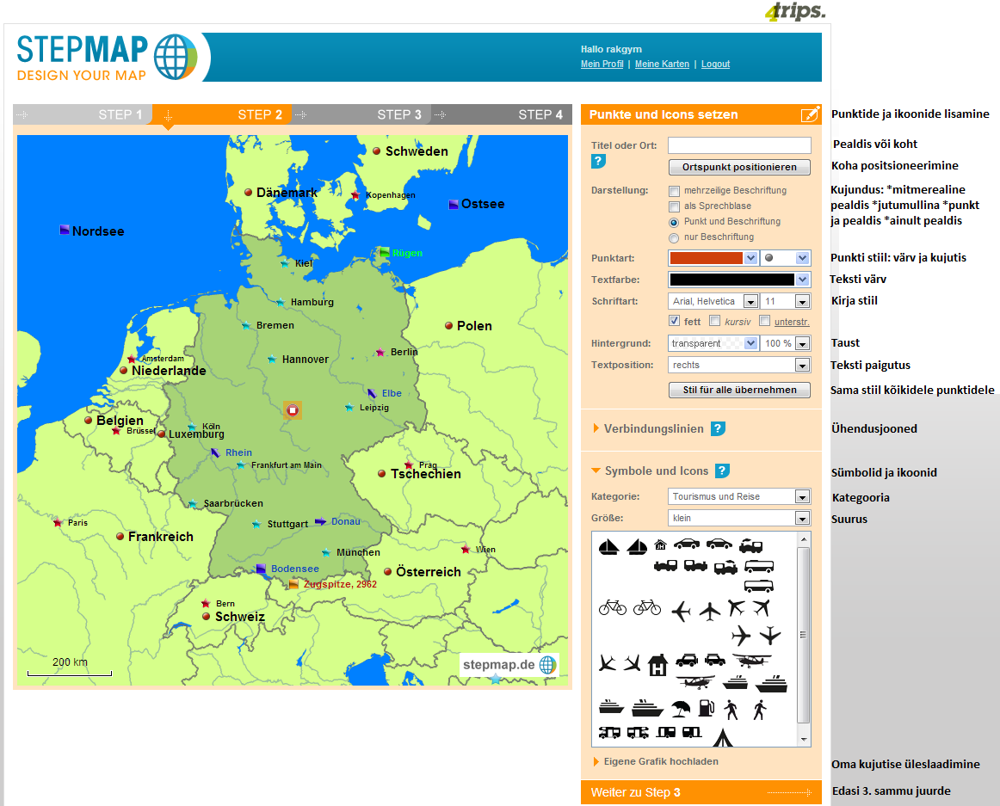 4trips.
STEPMAP
DESIGN YOUR MAP
Hallo rakgym
Mein Profil | Meine Karten | Logout
STEP 1
STEP 2
STEP 3
STEP 4
Schweden
Dänemark
Kopenhagen
Ostsee
Nordsee
Rügen
Kiel
Hamburg
Bremen
Polen
Hannover
Berlin
Amsterdam
Niederlande
Elbe
Leipzig
Belgien
Brüssel
Köln
Luxemburg
Rhein
Frankfurt am Main
Prag
Tschechien
Saarbrücken
Paris
Stuttgart
Donau
Frankreich
München
Wien
Bodensee
Österreich
Zugspitze, 2962
Bern
Schweiz
200 km
stepmap.de
Punkte und Icons setzen
Titel oder Ort:
?
Ortspunkt positionieren
Darstellung:
mehrzeilige Beschriftung
als Sprechblase
Punkt und Beschriftung
nur Beschriftung
Punktart:
Textfarbe:
Schriftart:
Arial, Helvetica
11
fett
kursiv
unterstr.
Hintergrund:
transparent
100 %
Textposition:
rechts
Stil für alle übernehmen
Verbindungslinien ?
Symbole und Icons ?
Kategorie:
Tourismus und Reise
Größe:
klein
Eigene Grafik hochladen
Weiter zu Step 3
Punktide ja ikoonide lisamine
Pealdis või koht
Koha positsioneerimine
Kujundus: *mitmerealine
pealdis *jutumullina *punkt
ja pealdis *ainult pealdis
Punkti stiil: värv ja kujutis
Teksti värv
Kirja stiil
Taust
Teksti paigutus
Sama stiil kõikidele punktidele
Ühendusjooned
Sümbolid ja ikoonid
Kategooria
Suurus
Oma kujutise üleslaadimine
Edasi 3. sammu juurde